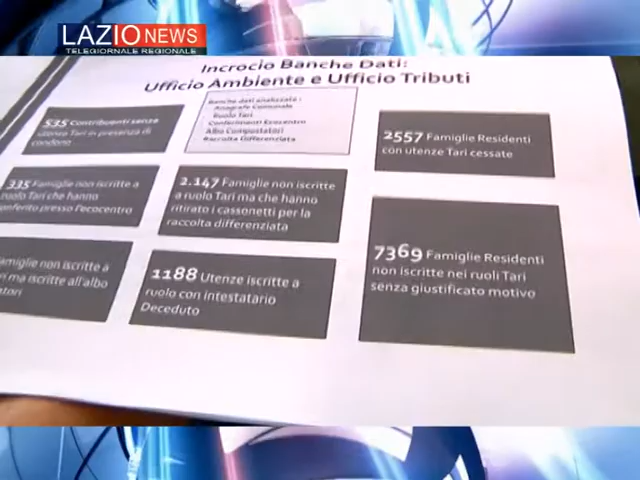 LAZIO NEWS
TELEGIORNALE REGIONALE
Incrocio Banche Dati:
Ufficio Ambiente e Ufficio Tributi
535 Contribuenti senza
utenza Tari in presenza di
condono
Banche dati analizzate:
Anagrafe Comunale
Ruolo Tari
Conferimenti Ecocentro
Albo Compostatori
Raccolta Differenziata
2557 Famiglie Residenti
con utenze Tari cessate
335 Famiglie non iscritte a
ruolo Tari che hanno
conferito presso l'ecocentro
2.147 Famiglie non iscritte
a ruolo Tari ma che hanno
ritirato i cassonetti per la
raccolta differenziata
7369 Famiglie Residenti
non iscritte nei ruoli Tari
senza giustificato motivo
Famiglie non iscritte a
ma iscritte all'albo
1188 Utenze iscritte a
ruolo con intestatario
Deceduto